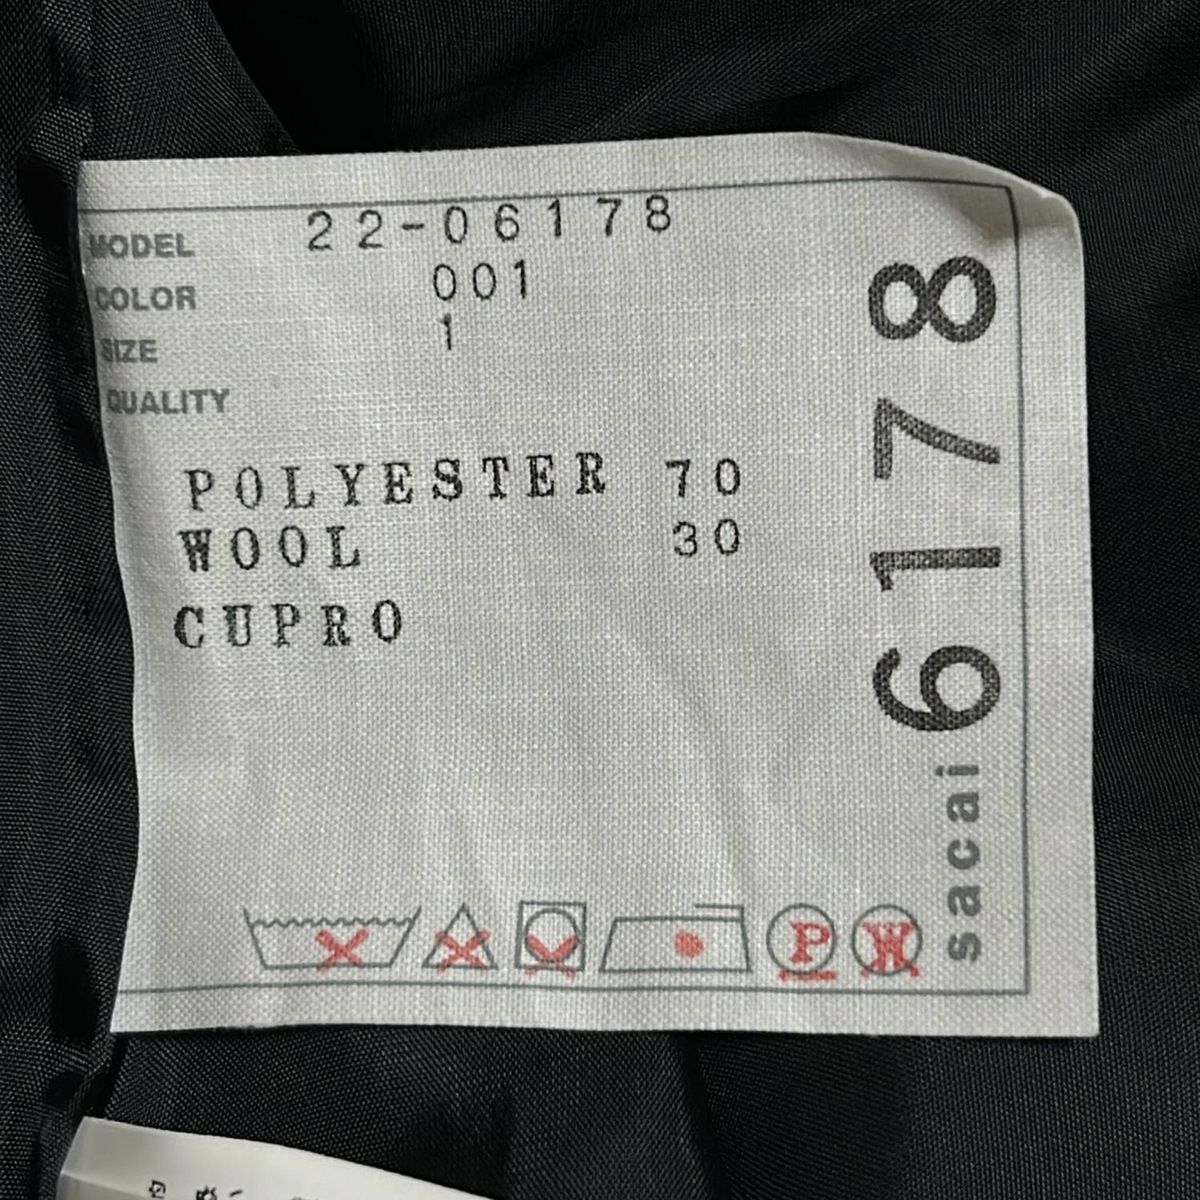 MODEL 22-06178
COLOR 001
SIZE 1
QUALITY
POLYESTER 70
WOOL 30
CUPRO
P W
sacai 6178